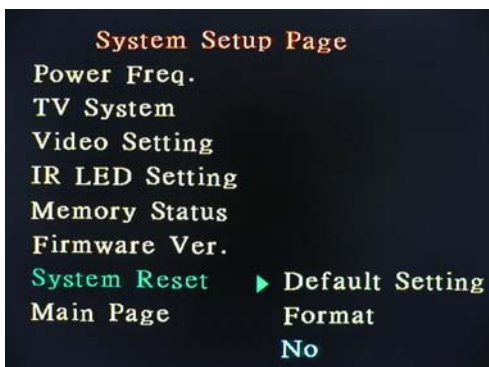 System Setup Page
Power Freq.
TV System
Video Setting
IR LED Setting
Memory Status
Firmware Ver.
System Reset ▶ Default Setting
Main Page Format
No